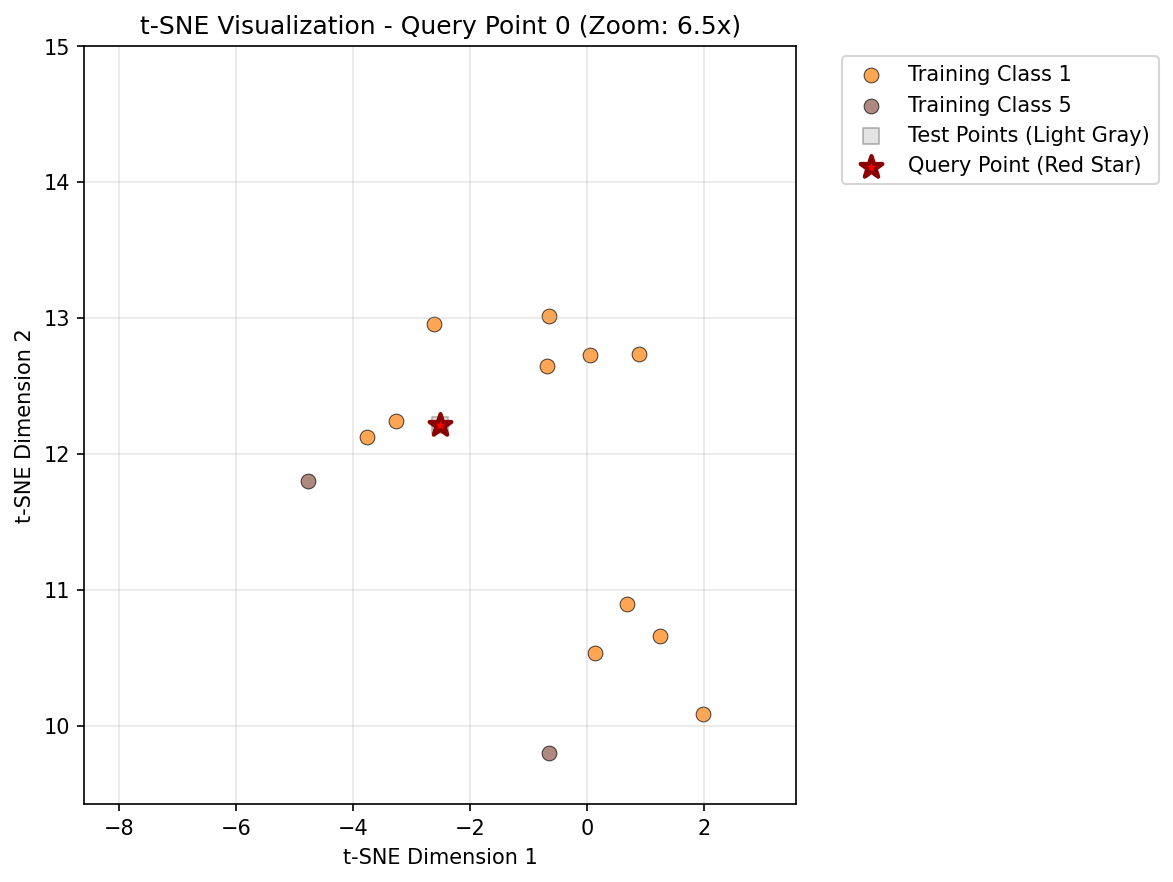 t-SNE Visualization - Query Point 0 (Zoom: 6.5x)
Training Class 1
Training Class 5
Test Points (Light Gray)
Query Point (Red Star)
t-SNE Dimension 2
15
14
13
12
11
10
−8 −6 −4 −2 0 2
t-SNE Dimension 1